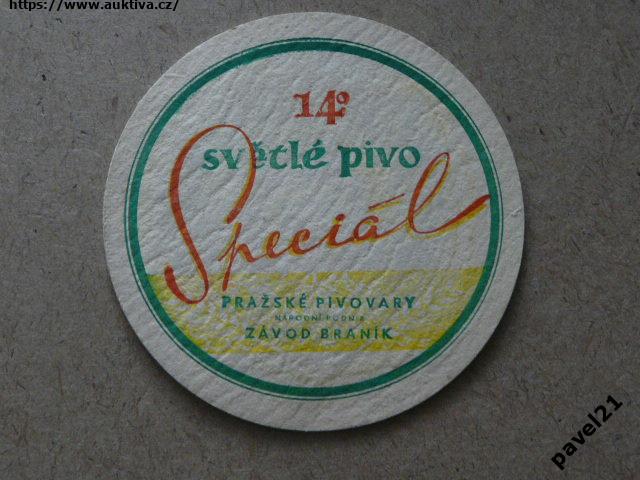 https://www.auktiva.cz/
14°
světlé pivo
Speciál
PRAŽSKÉ PIVOVARY
NÁRODNÍ PODNIK
ZÁVOD BRANÍK
pavel21